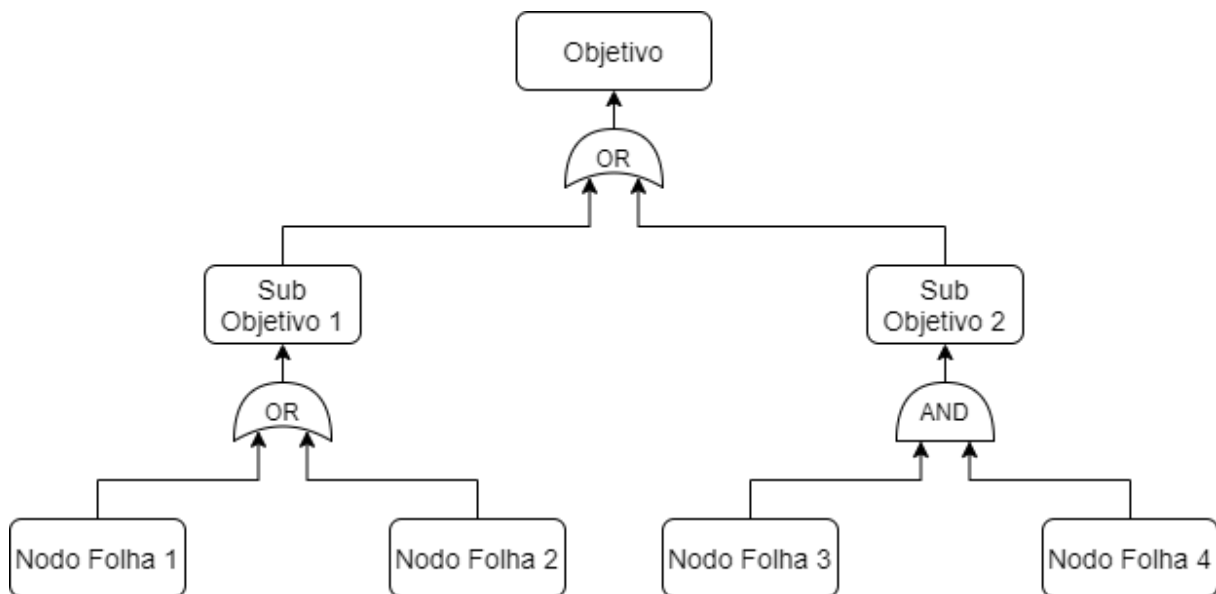 Objetivo
OR
Sub
Objetivo 1
Sub
Objetivo 2
OR
AND
Nodo Folha 1
Nodo Folha 2
Nodo Folha 3
Nodo Folha 4